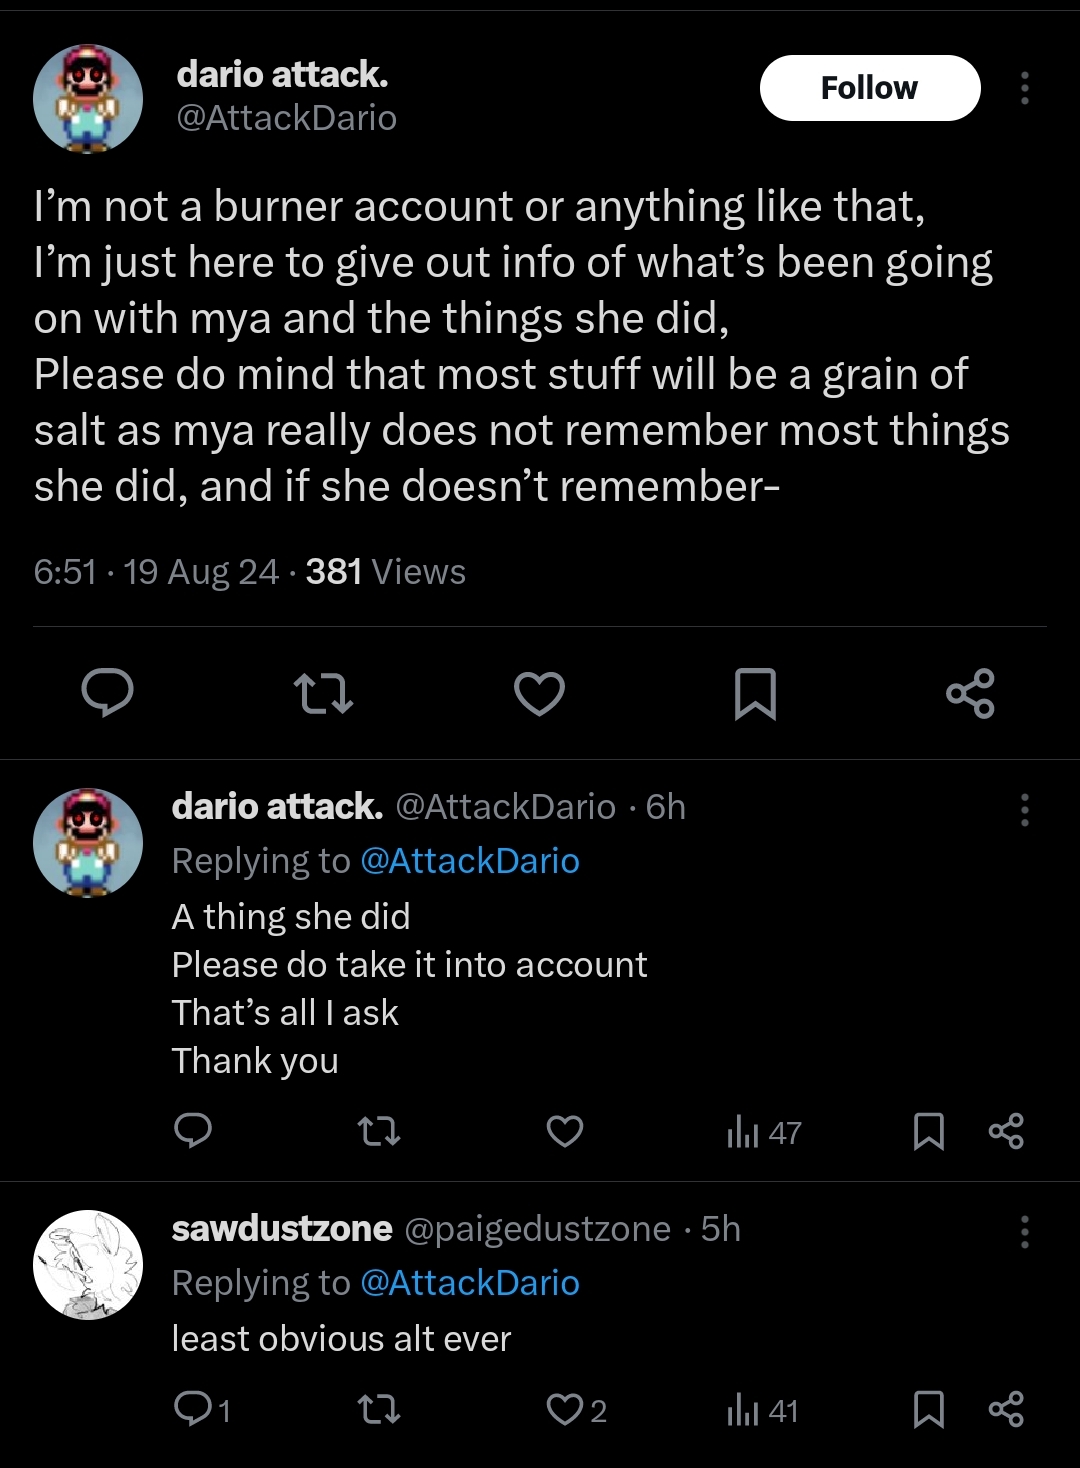 dario attack.
@AttackDario
Follow
I’m not a burner account or anything like that,
I’m just here to give out info of what’s been going
on with mya and the things she did,
Please do mind that most stuff will be a grain of
salt as mya really does not remember most things
she did, and if she doesn’t remember-
6:51 · 19 Aug 24 · 381 Views
dario attack. @AttackDario · 6h
Replying to @AttackDario
A thing she did
Please do take it into account
That’s all I ask
Thank you
47
sawdustzone @paigedustzone · 5h
Replying to @AttackDario
least obvious alt ever
1 2 41